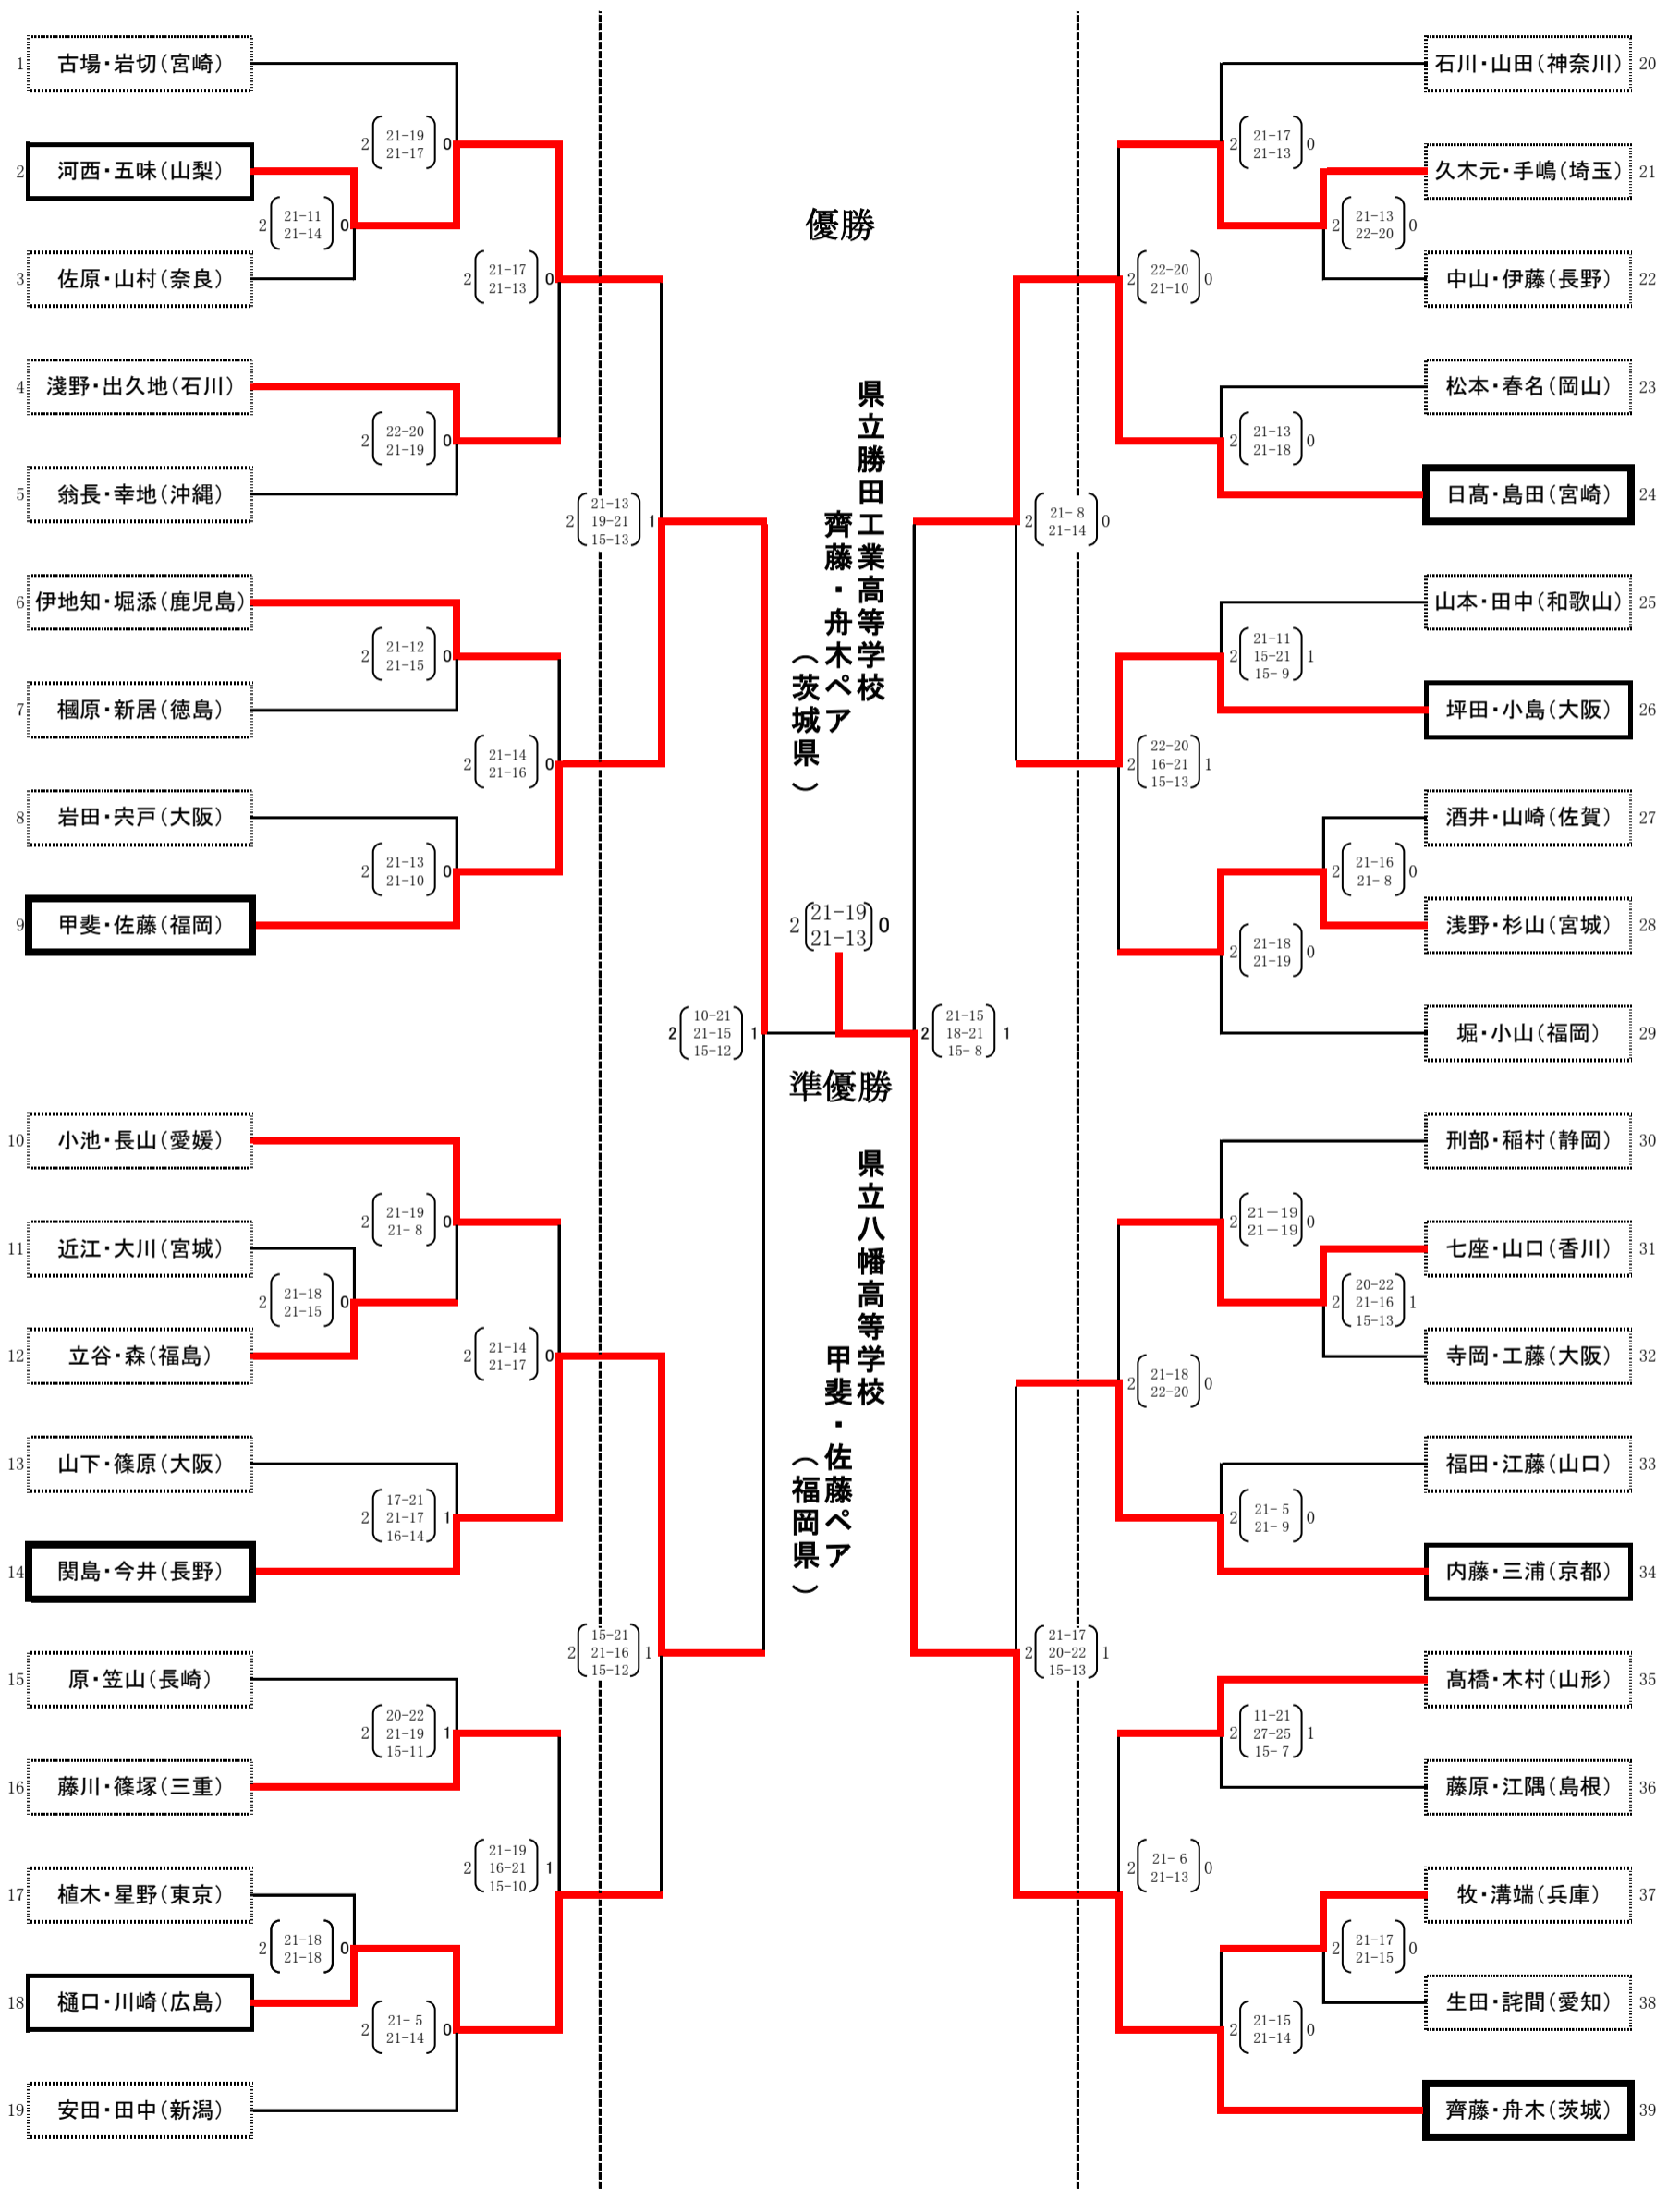 1 古場・岩切(宮崎)
2 河西・五味(山梨)
3 佐原・山村(奈良)
4 淺野・出久地(石川)
5 翁長・幸地(沖縄)
6 伊地知・堀添(鹿児島)
7 棝原・新居(徳島)
8 岩田・宍戸(大阪)
9 甲斐・佐藤(福岡)
10 小池・長山(愛媛)
11 近江・大川(宮城)
12 立谷・森(福島)
13 山下・篠原(大阪)
14 関島・今井(長野)
15 原・笠山(長崎)
16 藤川・篠塚(三重)
17 植木・星野(東京)
18 樋口・川崎(広島)
19 安田・田中(新潟)
2 21-11 0
21-14
2 21-18 0
21-15
2 21-18 0
21-18
2 21-19 0
21-17
2 22-20 0
21-19
2 21-12 0
21-15
2 21-13 0
21-10
2 21-19 0
21- 8
2 17-21 1
21-17
16-14
2 20-22 1
21-19
15-11
2 21- 5 0
21-14
2 21-17 0
21-13
2 21-14 0
21-16
2 21-14 0
21-17
2 21-19 1
16-21
15-10
2 21-13 1
19-21
15-13
2 15-21 1
21-16
15-12
2 10-21 1
21-15
15-12
優勝
県立勝田工業高等学校
齊藤・舟木ペア
(茨城県)
2 21-19 0
21-13
準優勝
県立八幡高等学校
甲斐・佐藤ペア
(福岡県)
2 21-15 1
18-21
15- 8
2 21- 8 0
21-14
2 21-17 1
20-22
15-13
2 22-20 0
21-10
2 22-20 1
16-21
15-13
2 21-18 0
22-20
2 21- 6 0
21-13
2 21-17 0
21-13
2 21-13 0
21-18
2 21-11 1
15-21
15- 9
2 21-18 0
21-19
2 21-19 0
21-19
2 21- 5 0
21- 9
2 11-21 1
27-25
15- 7
2 21-15 0
21-14
2 21-13 0
22-20
2 21-16 0
21- 8
2 20-22 1
21-16
15-13
2 21-17 0
21-15
石川・山田(神奈川) 20
久木元・手嶋(埼玉) 21
中山・伊藤(長野) 22
松本・春名(岡山) 23
日髙・島田(宮崎) 24
山本・田中(和歌山) 25
坪田・小島(大阪) 26
酒井・山崎(佐賀) 27
浅野・杉山(宮城) 28
堀・小山(福岡) 29
刑部・稲村(静岡) 30
七座・山口(香川) 31
寺岡・工藤(大阪) 32
福田・江藤(山口) 33
内藤・三浦(京都) 34
髙橋・木村(山形) 35
藤原・江隅(島根) 36
牧・溝端(兵庫) 37
生田・詫間(愛知) 38
齊藤・舟木(茨城) 39